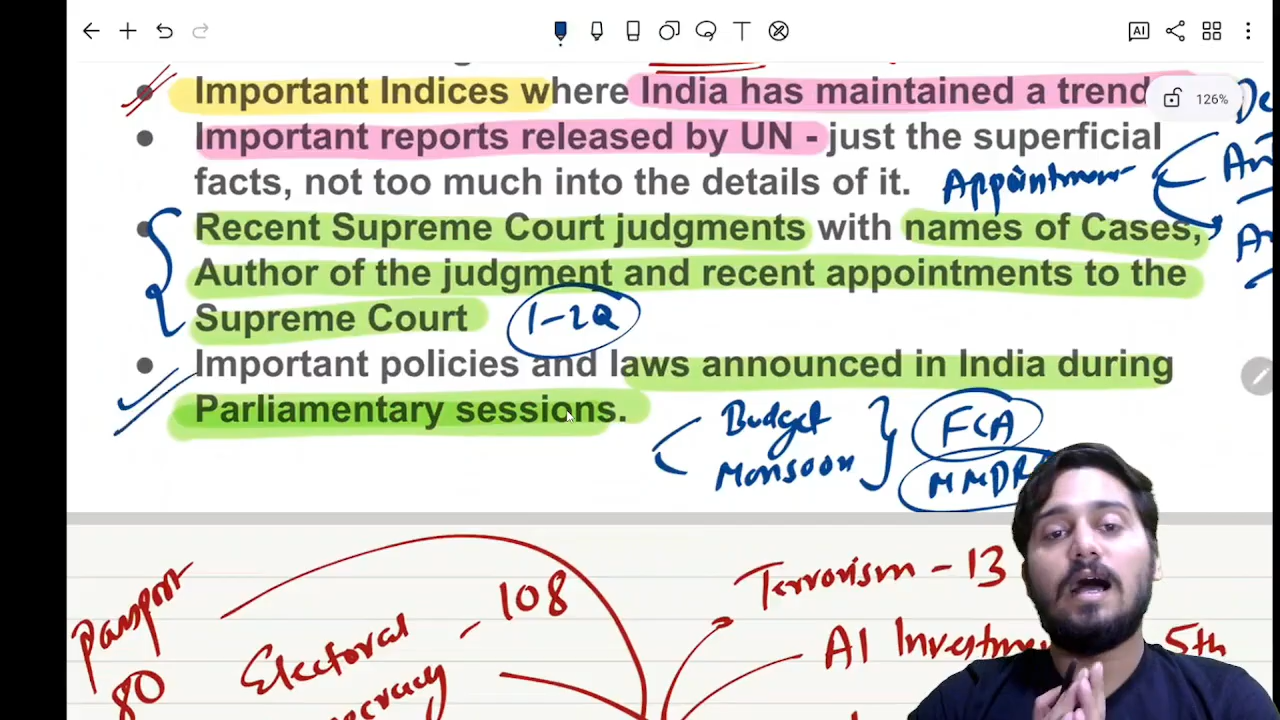 AI
126%
Important Indices where India has maintained a trend
Important reports released by UN - just the superficial
facts, not too much into the details of it.
Appointment
Recent Supreme Court judgments with names of Cases,
Author of the judgment and recent appointments to the
Supreme Court
1-2Q
Important policies and laws announced in India during
Parliamentary sessions.
Budget
Monsoon
FCA
Terrorism - 13
108
Electoral
AI
5th
80